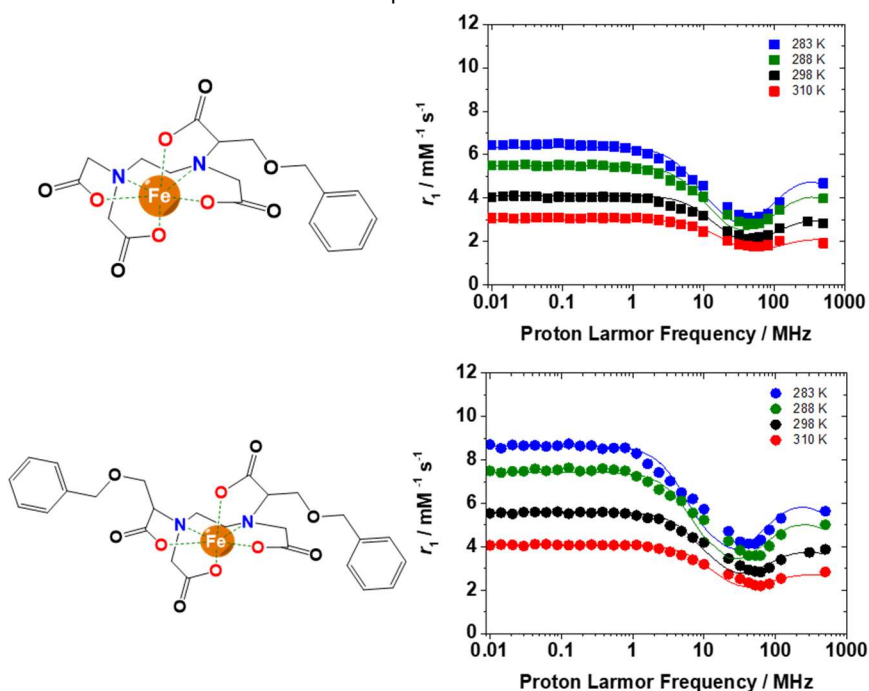 O
O
O
N
N
Fe
O
O
O
O
O
O
12
10
8
6
4
2
0
r1 / mM -1 s-1
283 K
288 K
298 K
310 K
0.01 0.1 1 10 100 1000
Proton Larmor Frequency / MHz
O
O
O
O
N
N
O
O
Fe
O
O
O
O
12
10
8
6
4
2
0
r1 / mM -1 s-1
283 K
288 K
298 K
310 K
0.01 0.1 1 10 100 1000
Proton Larmor Frequency / MHz